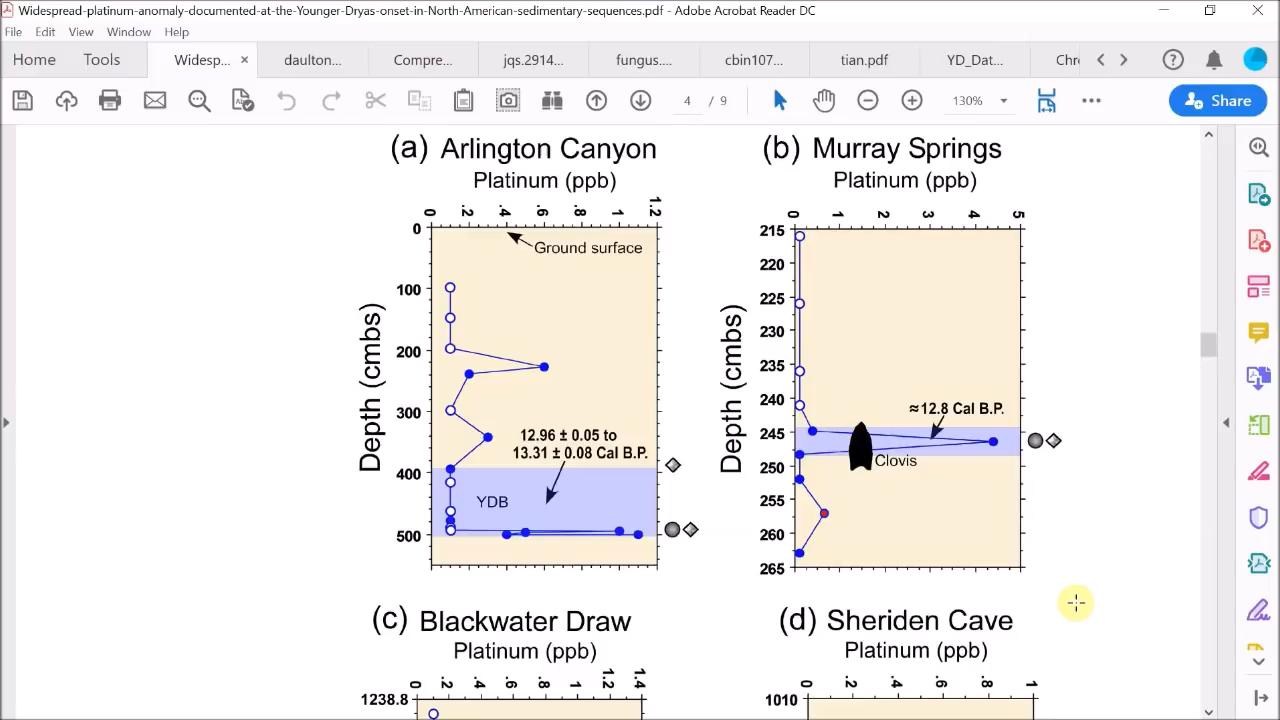 Widespread-platinum-anomaly-documented-at-the-Younger-Dryas-onset-in-North-American-sedimentary-sequences.pdf - Adobe Acrobat Reader DC
File Edit View Window Help
Home Tools Widesp... × daulton... Compre... jqs.2914... fungus.... cbin107... tian.pdf YD_Dat... Chr
4 / 9 130% Share
(a) Arlington Canyon
Platinum (ppb)
0 .2 .4 .6 .8 1 1.2
Depth (cmbs)
0
100
200
300
400
500
Ground surface
12.96 ± 0.05 to
13.31 ± 0.08 Cal B.P.
YDB
(b) Murray Springs
Platinum (ppb)
0 1 2 3 4 5
Depth (cmbs)
215
220
225
230
235
240
245
250
255
260
265
≈12.8 Cal B.P.
Clovis
(c) Blackwater Draw
Platinum (ppb)
0 .2 .4 .6 .8 1 1.2 1.4
1238.8
(d) Sheriden Cave
Platinum (ppb)
0 .2 .4 .6 .8 1
1010